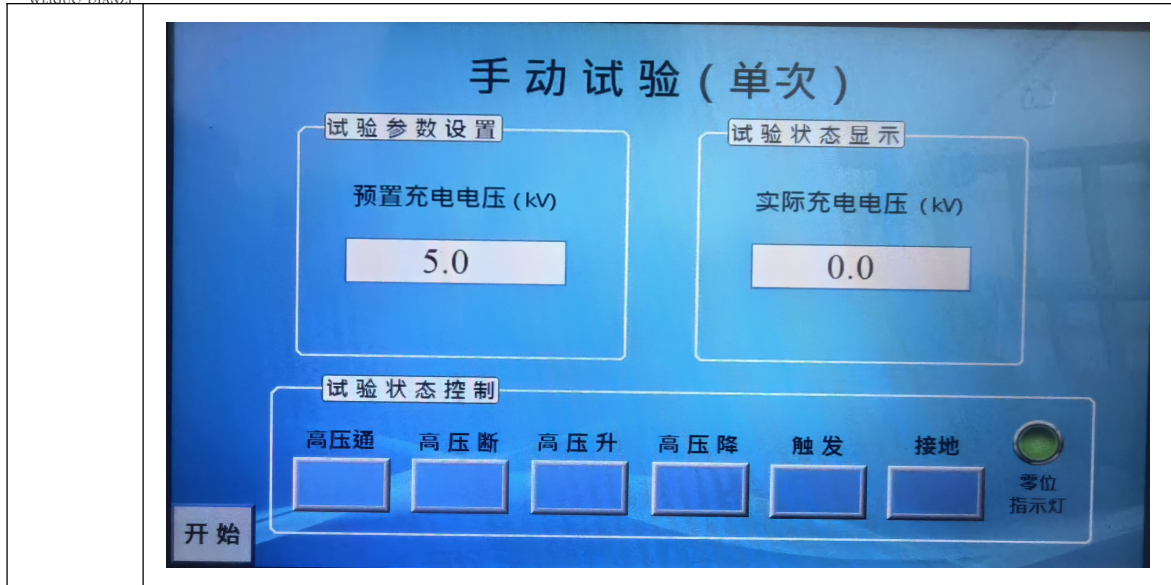 手动试验(单次)
试验参数设置
预置充电电压(kV)
5.0
试验状态显示
实际充电电压(kV)
0.0
试验状态控制
高压通 高压断 高压升 高压降 触发 接地
零位
指示灯
开始